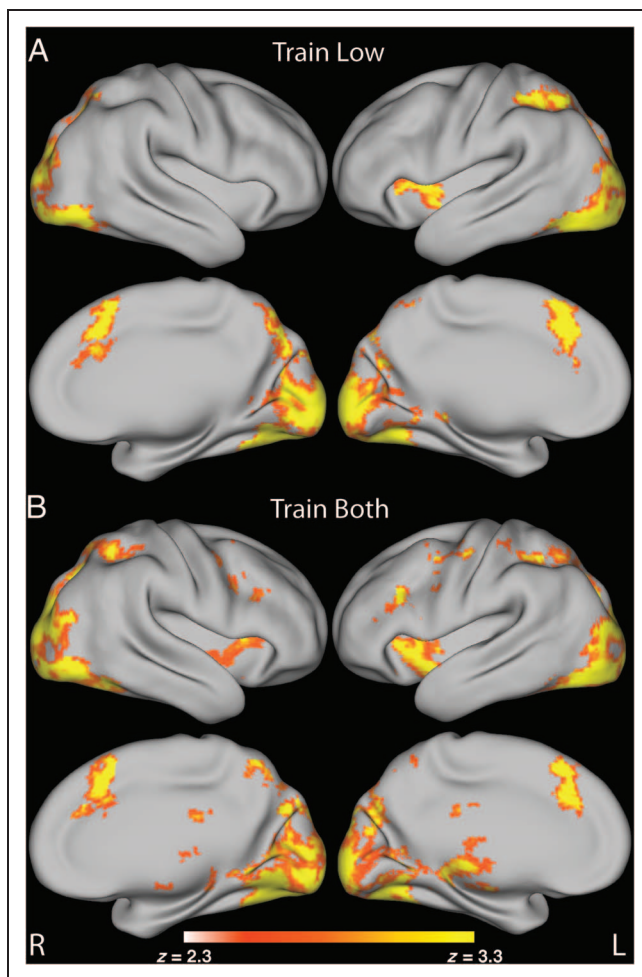 A
Train Low
B
Train Both
R
L
z = 2.3
z = 3.3